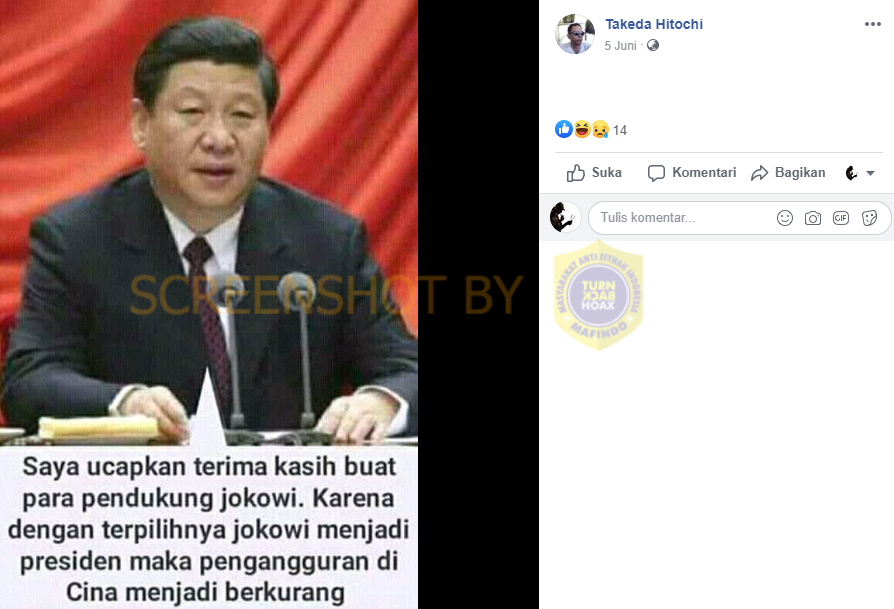 Takeda Hitochi
5 Juni ·
14
Suka
Komentari
Bagikan
Tulis komentar...
GIF
SCREENSHOT BY
MASYARAKAT ANTI FITNAH INDONESIA
TURN
BACK
HOAX
MAFINDO
Saya ucapkan terima kasih buat
para pendukung jokowi. Karena
dengan terpilihnya jokowi menjadi
presiden maka pengangguran di
Cina menjadi berkurang